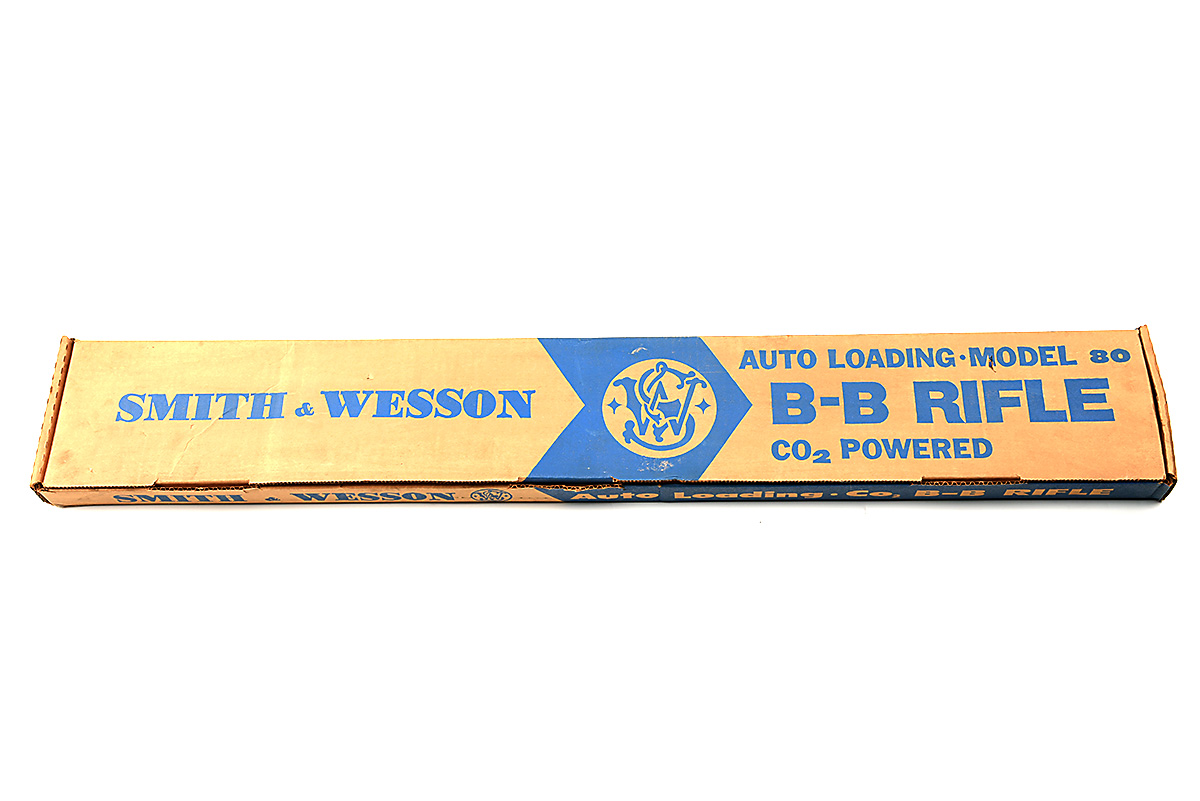 SMITH & WESSON
AUTO LOADING·MODEL 80
B-B RIFLE
CO₂ POWERED
SMITH & WESSON
Auto Loading · Co₂ B-B RIFLE